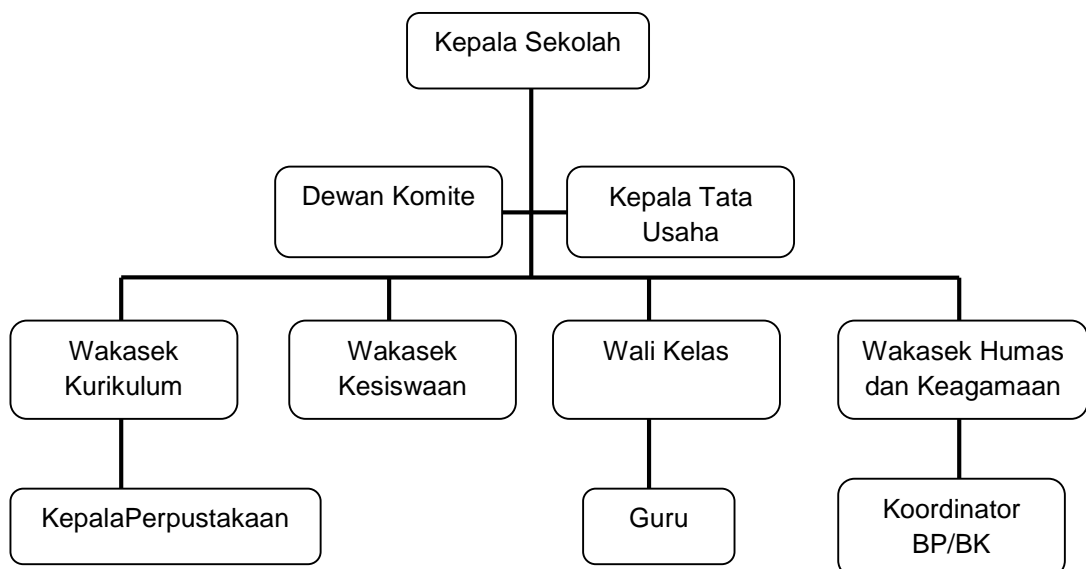 Kepala Sekolah
Dewan Komite
Kepala Tata
Usaha
Wakasek
Kurikulum
Wakasek
Kesiswaan
Wali Kelas
Wakasek Humas
dan Keagamaan
KepalaPerpustakaan
Guru
Koordinator
BP/BK